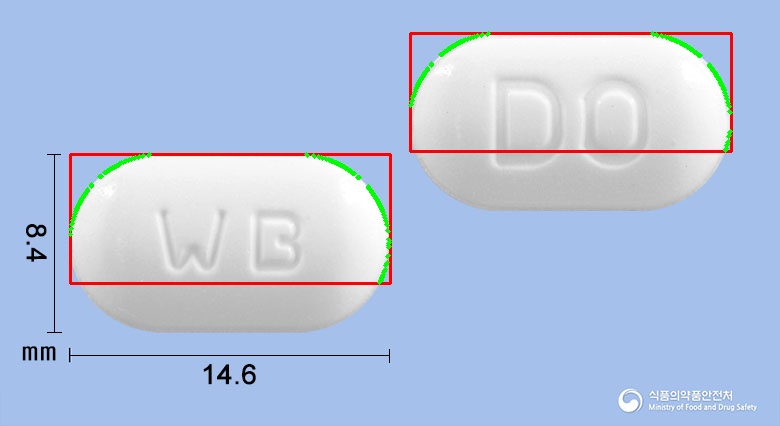 DO
WB
8.4
mm
14.6
식품의약품안전처
Ministry of Food and Drug Safety